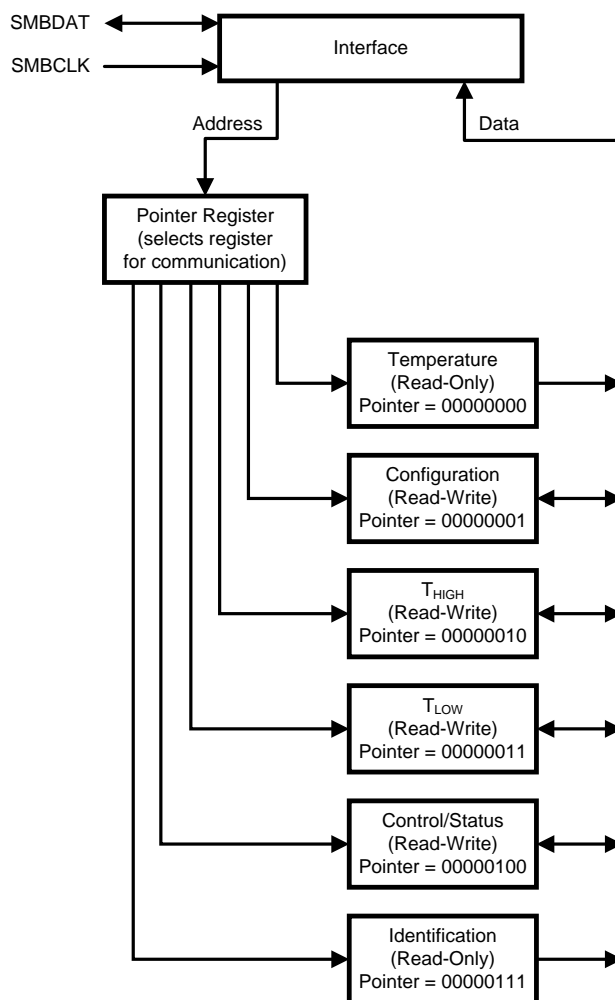 SMBDAT
SMBCLK
Interface
Address
Data
Pointer Register
(selects register
for communication)
Temperature
(Read-Only)
Pointer = 00000000
Configuration
(Read-Write)
Pointer = 00000001
THIGH
(Read-Write)
Pointer = 00000010
TLOW
(Read-Write)
Pointer = 00000011
Control/Status
(Read-Write)
Pointer = 00000100
Identification
(Read-Only)
Pointer = 00000111